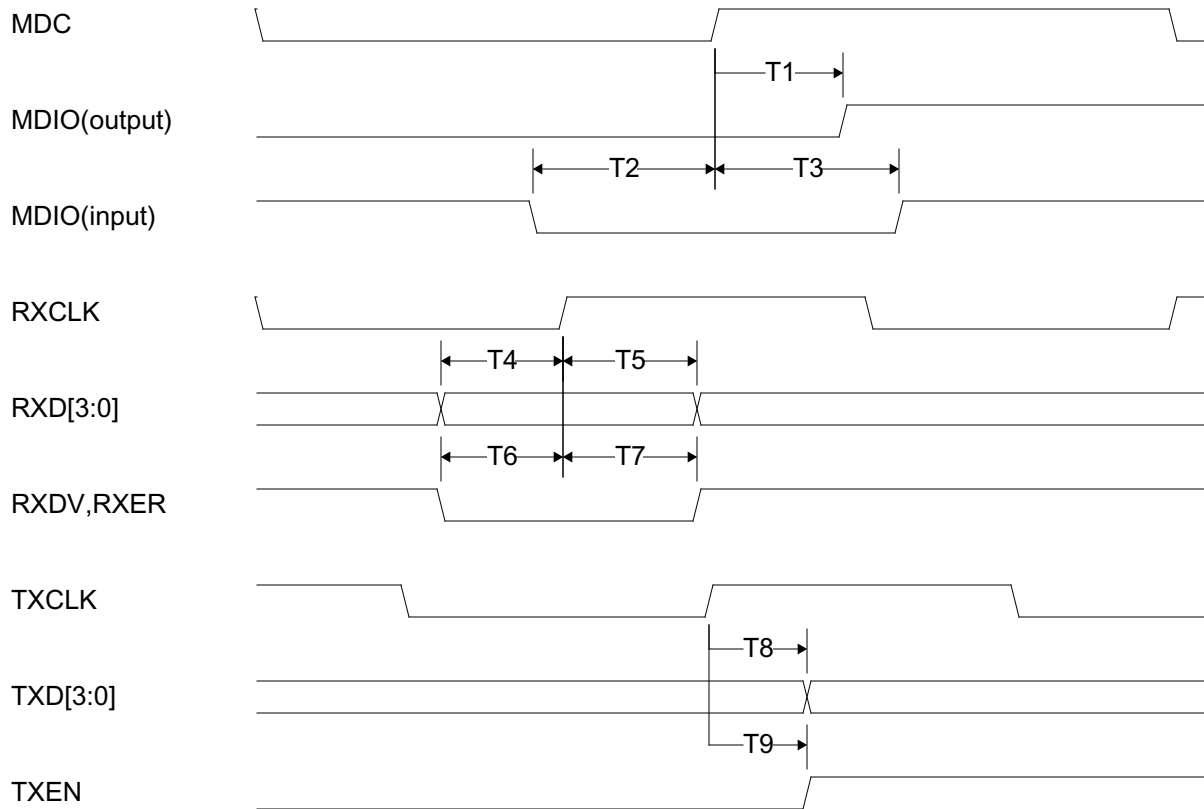 MDC
T1
MDIO(output)
T2 T3
MDIO(input)
RXCLK
T4 T5
RXD[3:0]
T6 T7
RXDV,RXER
TXCLK
T8
TXD[3:0]
T9
TXEN